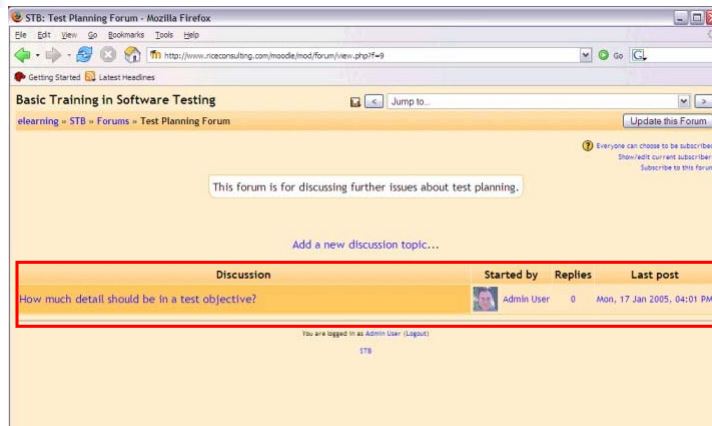 STB: Test Planning Forum - Mozilla Firefox
File Edit View Go Bookmarks Tools Help
http://www.riceconsulting.com/moodle/mod/forum/view.php?f=9 Go
Getting Started Latest Headlines
Basic Training in Software Testing < Jump to... >
elearning » STB » Forums » Test Planning Forum Update this Forum
Everyone can choose to be subscribed
Show/edit current subscribers
Subscribe to this forum
This forum is for discussing further issues about test planning.
Add a new discussion topic...
Discussion Started by Replies Last post
How much detail should be in a test objective? Admin User 0 Mon, 17 Jan 2005, 04:01 PM
You are logged in as Admin User (Logout)
STB